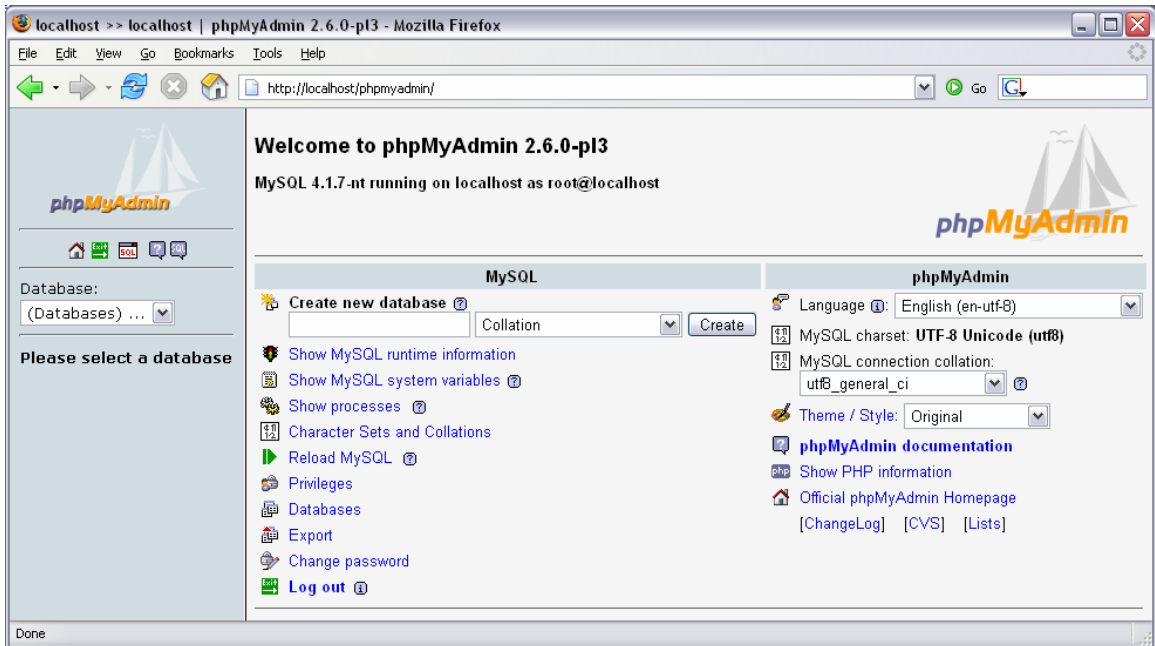 localhost >> localhost | phpMyAdmin 2.6.0-pl3 - Mozilla Firefox
File Edit View Go Bookmarks Tools Help
http://localhost/phpmyadmin/
Go
G
phpMyAdmin
Exit SQL ? SQL
Database:
(Databases) ...
Please select a database
Welcome to phpMyAdmin 2.6.0-pl3
MySQL 4.1.7-nt running on localhost as root@localhost
phpMyAdmin
MySQL
Create new database ?
Collation
Create
Show MySQL runtime information
Show MySQL system variables ?
Show processes ?
Character Sets and Collations
Reload MySQL ?
Privileges
Databases
Export
Change password
Exit Log out i
phpMyAdmin
Language i: English (en-utf-8)
MySQL charset: UTF-8 Unicode (utf8)
MySQL connection collation:
utf8_general_ci ?
Theme / Style: Original
? phpMyAdmin documentation
php Show PHP information
Official phpMyAdmin Homepage
[ChangeLog] [CVS] [Lists]
Done